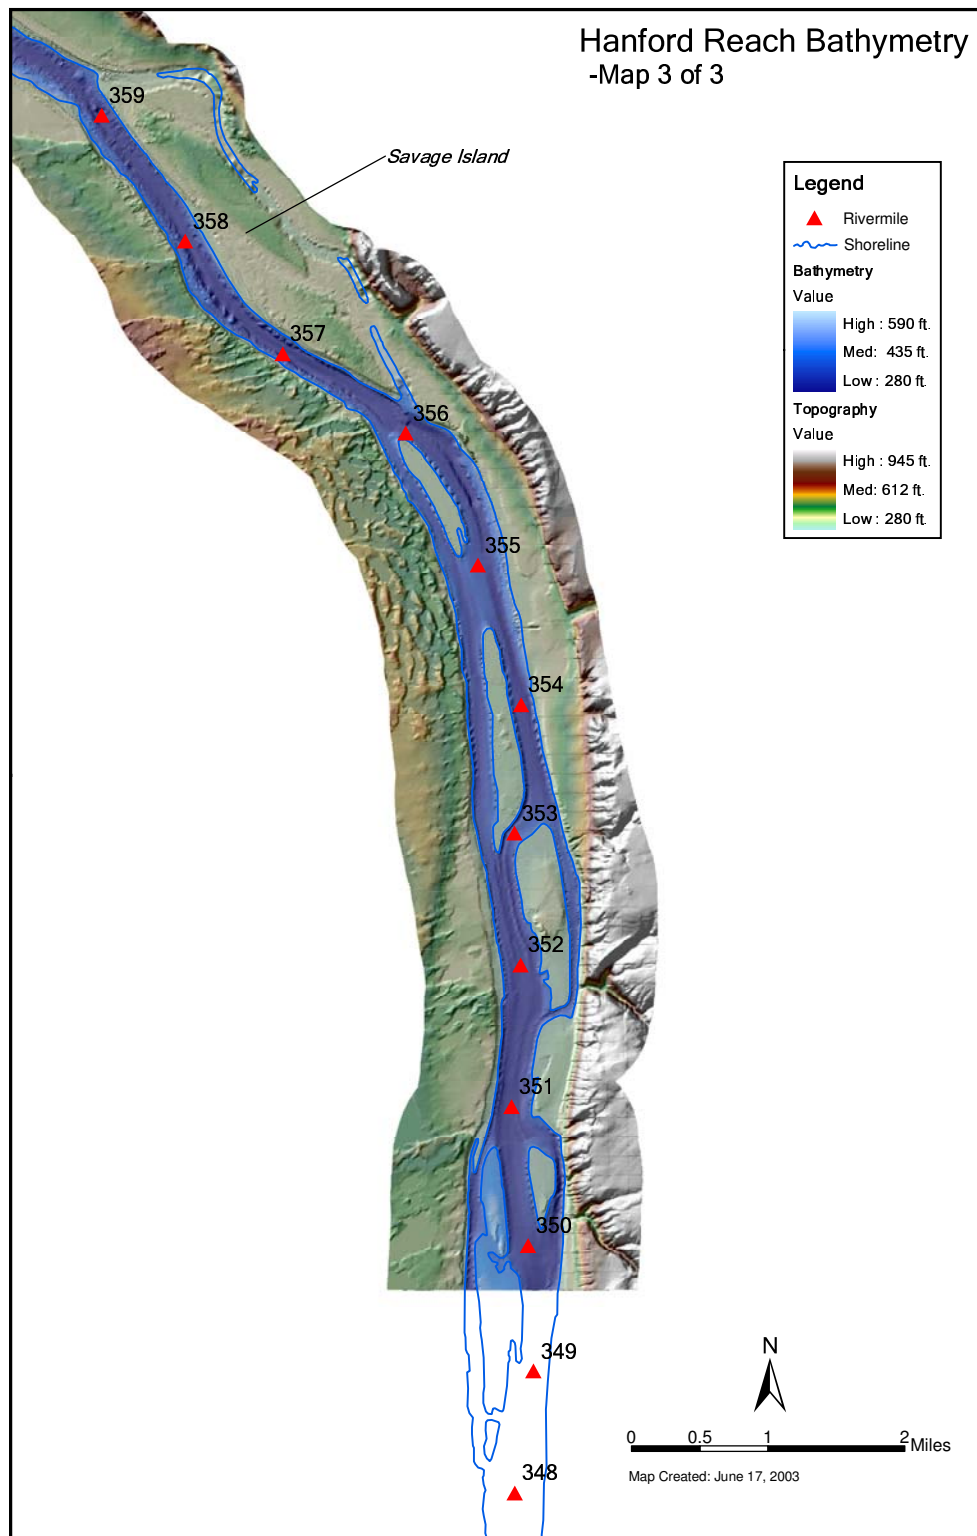 Hanford Reach Bathymetry
-Map 3 of 3
359
Savage Island
358
357
356
355
354
353
352
351
350
349
348
Legend
Rivermile
Shoreline
Bathymetry
Value
High : 590 ft.
Med: 435 ft.
Low : 280 ft.
Topography
Value
High : 945 ft.
Med: 612 ft.
Low : 280 ft.
N
0 0.5 1 2 Miles
Map Created: June 17, 2003